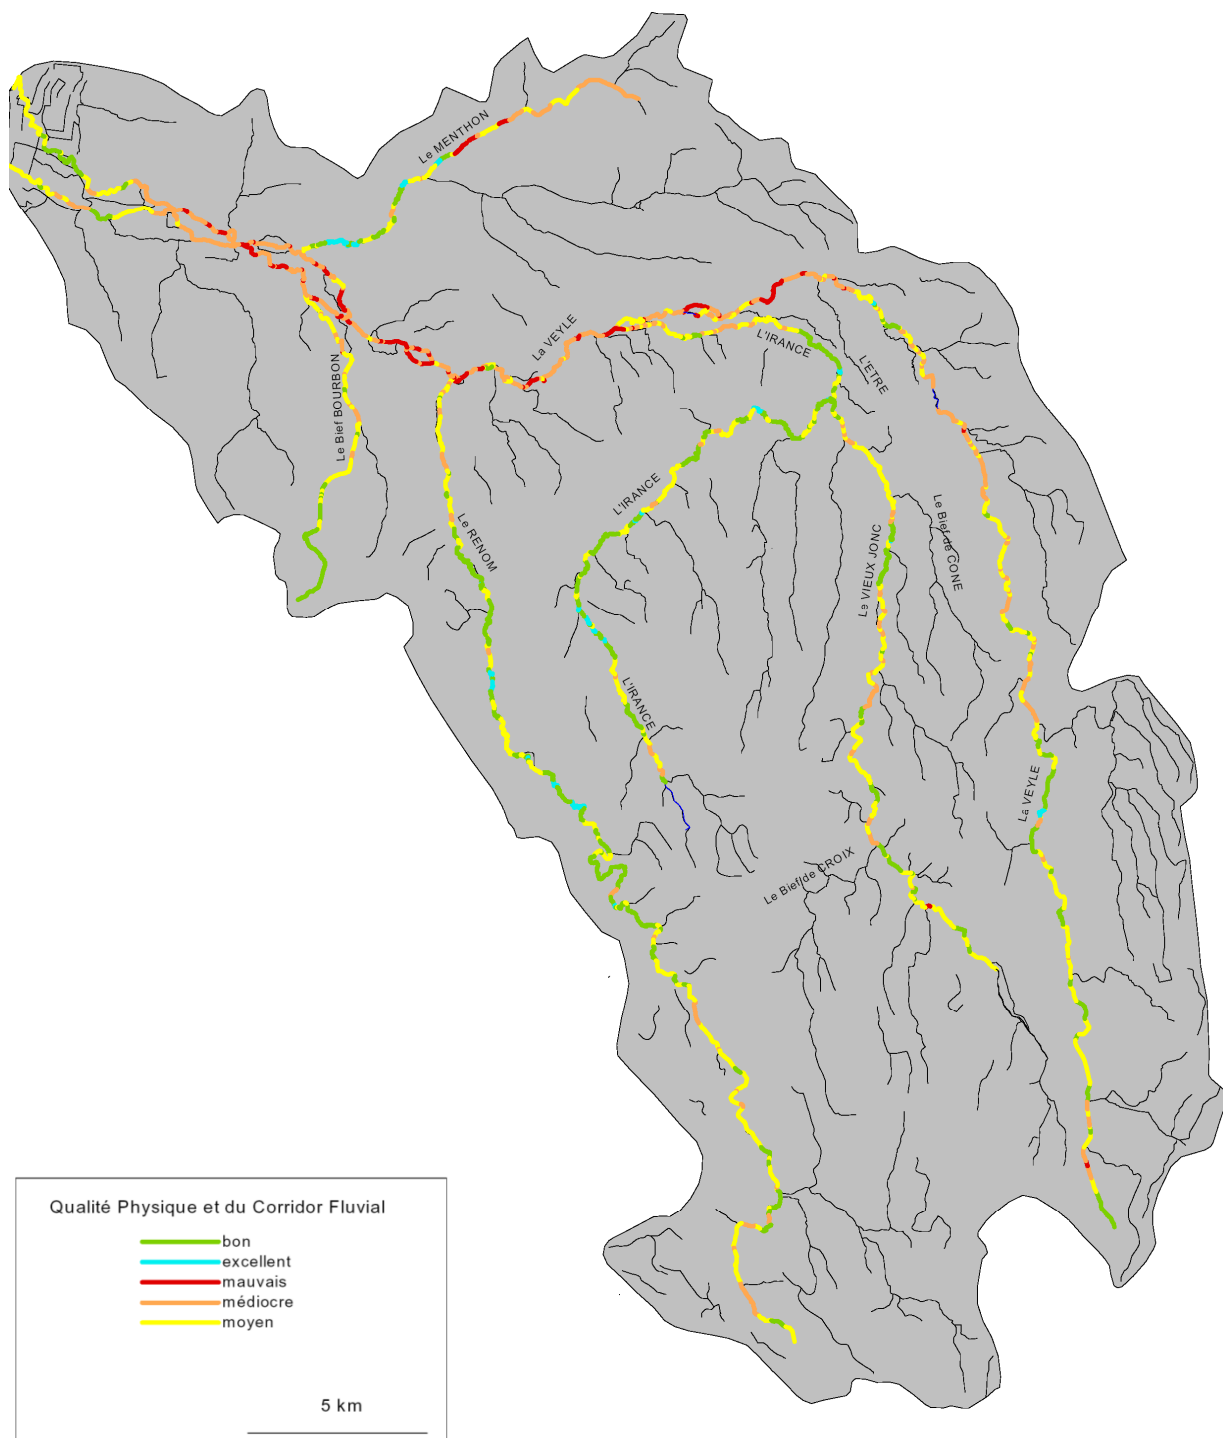 Le MENTHON
La VEYLE
L'IRANCE
L'ETRE
Le Bief BOURBON
L'IRANCE
Le RENOM
Le VIEUX JONC
Le Bief de CONE
L'IRANCE
La VEYLE
Le Bief de CROIX
Qualité Physique et du Corridor Fluvial
bon
excellent
mauvais
médiocre
moyen
5 km